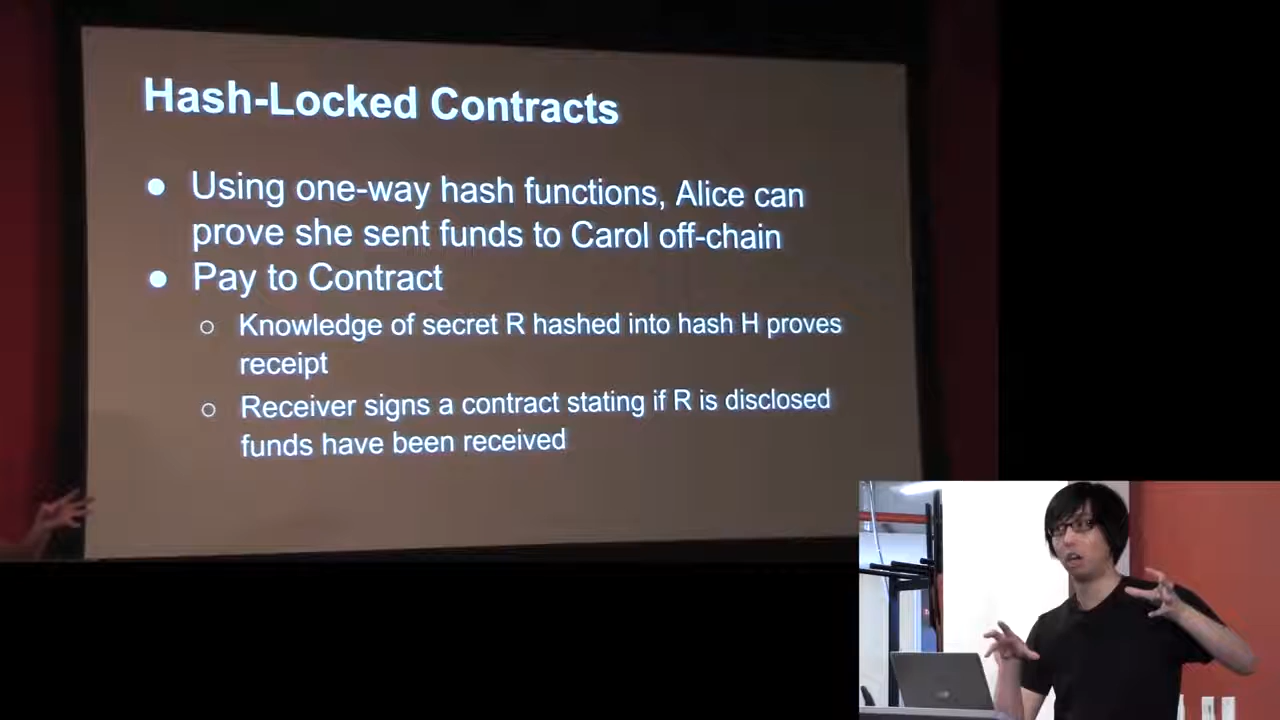 Hash-Locked Contracts
● Using one-way hash functions, Alice can
prove she sent funds to Carol off-chain
● Pay to Contract
○ Knowledge of secret R hashed into hash H proves
receipt
○ Receiver signs a contract stating if R is disclosed
funds have been received